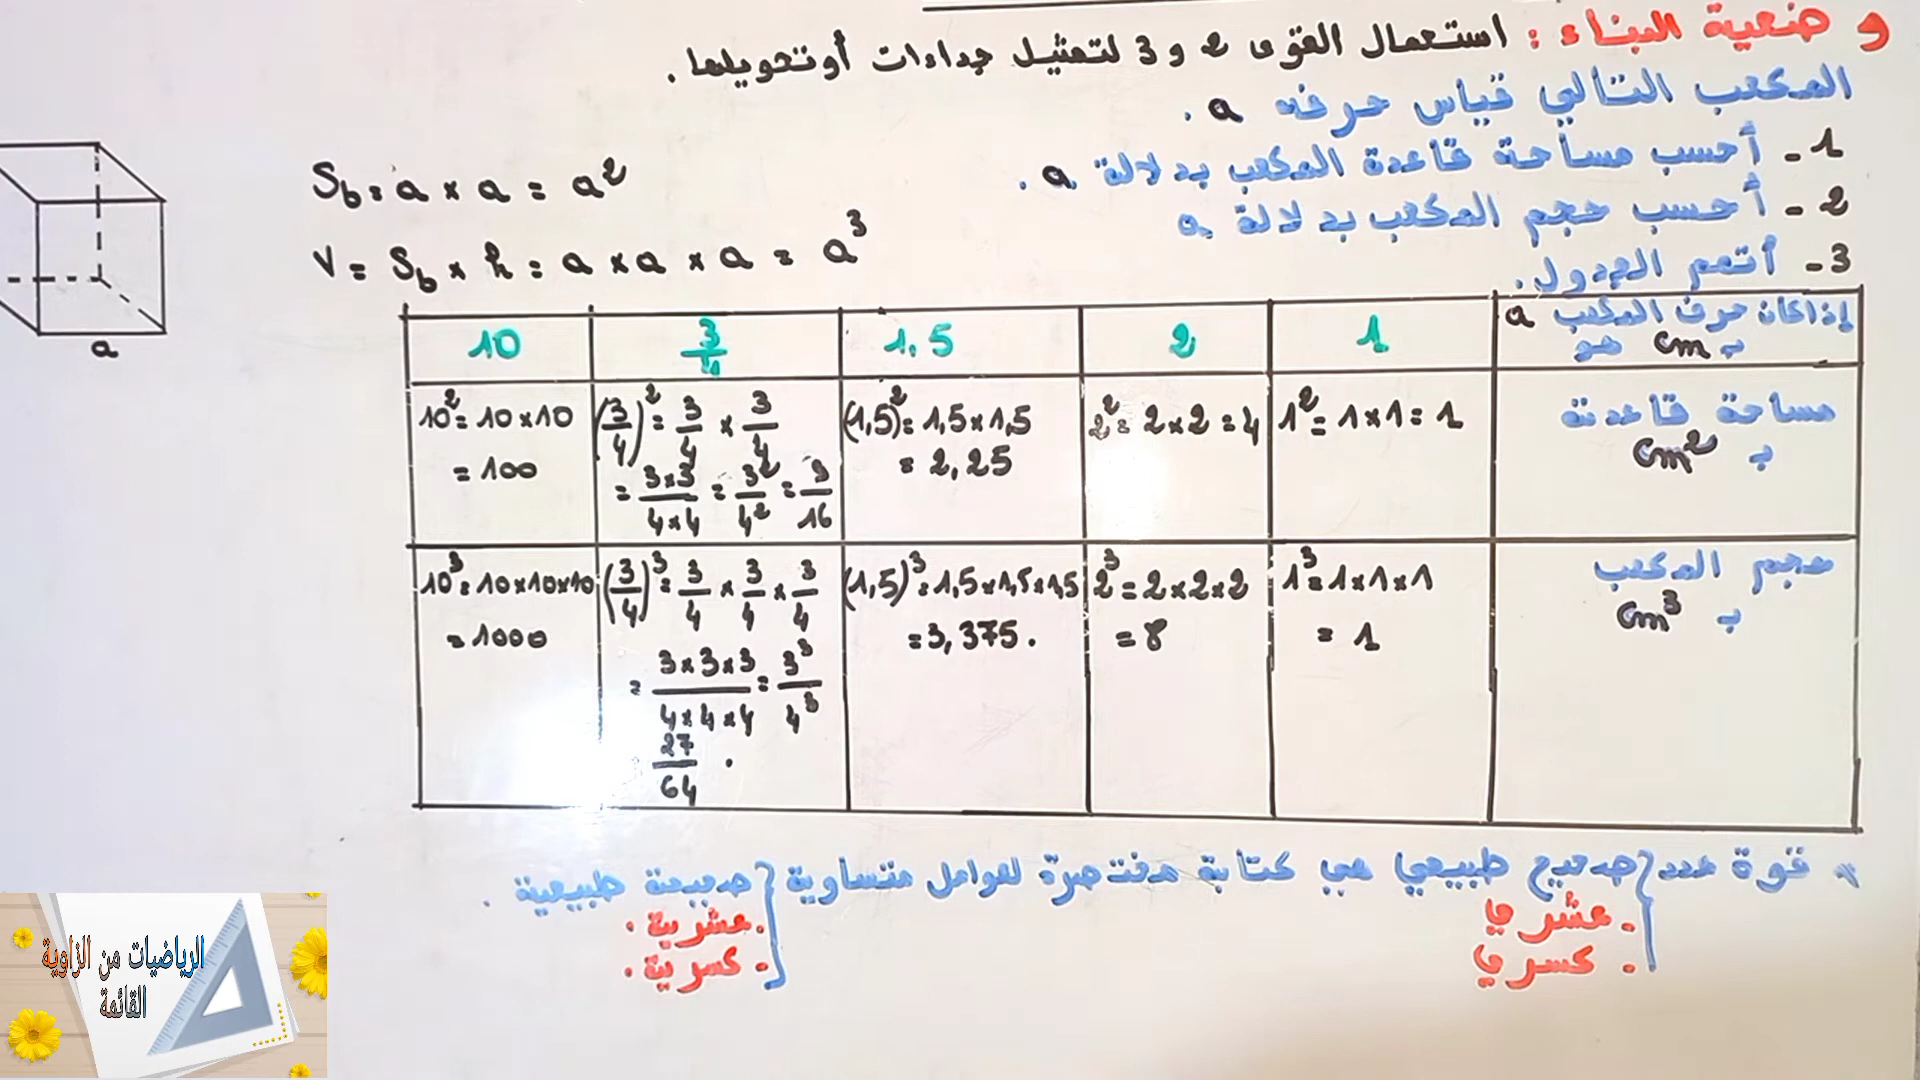 وضعية البناء : استعمال القوى 2 و 3 لتمثيل جداءات أو تحويلها .
المكعب التالي قياس حرفه a .
1 - أحسب مساحة قاعدة المكعب بدلالة a .
2 - أحسب حجم المكعب بدلالة a
3 - أتمم الجدول .
Sb = a × a = a²
V = Sb × h = a × a × a = a³
a
إذا كان حرف المكعب a بـ cm هو | 1 | 2 | 1,5 | 3/4 | 10
مساحة قاعدته بـ cm² | 1² = 1 × 1 = 1 | 2² = 2 × 2 = 4 | (1,5)² = 1,5 × 1,5 = 2,25 | (3/4)² = 3/4 × 3/4 = 3×3/4×4 = 3²/4² = 9/16 | 10² = 10 × 10 = 100
حجم المكعب بـ cm³ | 1³ = 1 × 1 × 1 = 1 | 2³ = 2 × 2 × 2 = 8 | (1,5)³ = 1,5 × 1,5 × 1,5 = 3,375 . | (3/4)³ = 3/4 × 3/4 × 3/4 = 3×3×3/4×4×4 = 3³/4³ 27/64 . | 10³ = 10 × 10 × 10 = 1000
قوة عدد { صحيح طبيعي هي كتابة مختصرة لعوامل متساوية { صحيحة طبيعية .
. عشري . عشرية .
. كسري . كسرية .
الرياضيات من الزاوية
القائمة